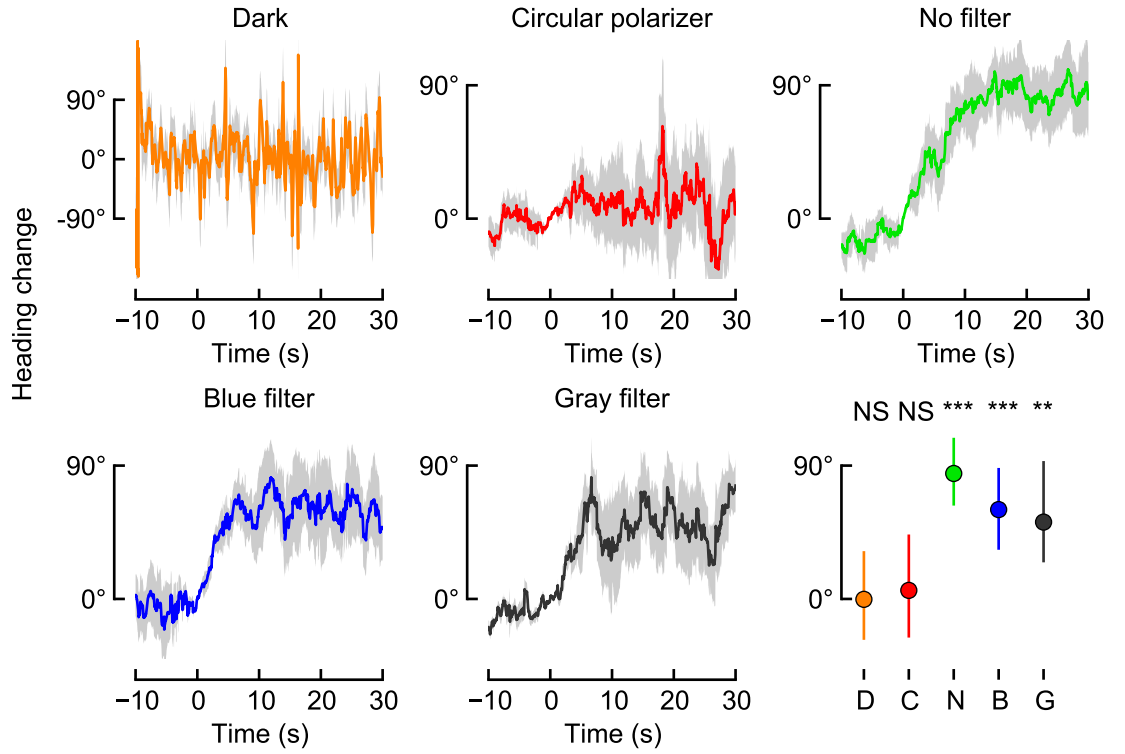 Dark
Circular polarizer
No filter
Heading change
90°
0°
-90°
90°
0°
90°
0°
−10 0 10 20 30
−10 0 10 20 30
−10 0 10 20 30
Time (s)
Time (s)
Time (s)
Blue filter
Gray filter
NS NS *** *** **
90°
0°
90°
0°
90°
0°
−10 0 10 20 30
−10 0 10 20 30
D C N B G
Time (s)
Time (s)